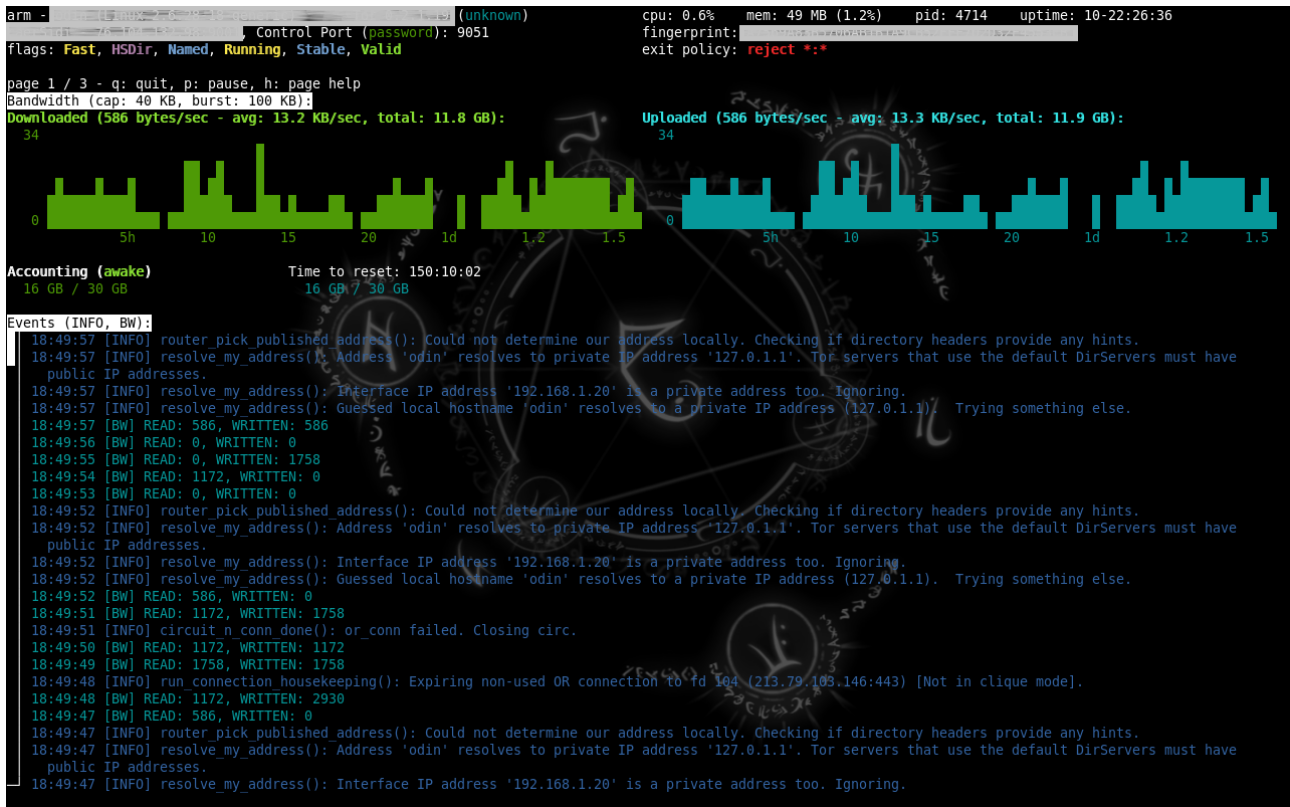 arm - (unknown) cpu: 0.6% mem: 49 MB (1.2%) pid: 4714 uptime: 10-22:26:36
, Control Port (password): 9051 fingerprint:
flags: Fast, HSDir, Named, Running, Stable, Valid exit policy: reject *:*
page 1 / 3 - q: quit, p: pause, h: page help
Bandwidth (cap: 40 KB, burst: 100 KB):
Downloaded (586 bytes/sec - avg: 13.2 KB/sec, total: 11.8 GB): Uploaded (586 bytes/sec - avg: 13.3 KB/sec, total: 11.9 GB):
34 34
0 0
5h 10 15 20 1d 1.2 1.5 5h 10 15 20 1d 1.2 1.5
Accounting (awake) Time to reset: 150:10:02
16 GB / 30 GB 16 GB / 30 GB
Events (INFO, BW):
18:49:57 [INFO] router_pick_published_address(): Could not determine our address locally. Checking if directory headers provide any hints.
18:49:57 [INFO] resolve_my_address(): Address 'odin' resolves to private IP address '127.0.1.1'. Tor servers that use the default DirServers must have
public IP addresses.
18:49:57 [INFO] resolve_my_address(): Interface IP address '192.168.1.20' is a private address too. Ignoring.
18:49:57 [INFO] resolve_my_address(): Guessed local hostname 'odin' resolves to a private IP address (127.0.1.1).  Trying something else.
18:49:57 [BW] READ: 586, WRITTEN: 586
18:49:56 [BW] READ: 0, WRITTEN: 0
18:49:55 [BW] READ: 0, WRITTEN: 1758
18:49:54 [BW] READ: 1172, WRITTEN: 0
18:49:53 [BW] READ: 0, WRITTEN: 0
18:49:52 [INFO] router_pick_published_address(): Could not determine our address locally. Checking if directory headers provide any hints.
18:49:52 [INFO] resolve_my_address(): Address 'odin' resolves to private IP address '127.0.1.1'. Tor servers that use the default DirServers must have
public IP addresses.
18:49:52 [INFO] resolve_my_address(): Interface IP address '192.168.1.20' is a private address too. Ignoring.
18:49:52 [INFO] resolve_my_address(): Guessed local hostname 'odin' resolves to a private IP address (127.0.1.1).  Trying something else.
18:49:52 [BW] READ: 586, WRITTEN: 0
18:49:51 [BW] READ: 1172, WRITTEN: 1758
18:49:51 [INFO] circuit_n_conn_done(): or_conn failed. Closing circ.
18:49:50 [BW] READ: 1172, WRITTEN: 1172
18:49:49 [BW] READ: 1758, WRITTEN: 1758
18:49:48 [INFO] run_connection_housekeeping(): Expiring non-used OR connection to fd 104 (213.79.103.146:443) [Not in clique mode].
18:49:48 [BW] READ: 1172, WRITTEN: 2930
18:49:47 [BW] READ: 586, WRITTEN: 0
18:49:47 [INFO] router_pick_published_address(): Could not determine our address locally. Checking if directory headers provide any hints.
18:49:47 [INFO] resolve_my_address(): Address 'odin' resolves to private IP address '127.0.1.1'. Tor servers that use the default DirServers must have
public IP addresses.
18:49:47 [INFO] resolve_my_address(): Interface IP address '192.168.1.20' is a private address too. Ignoring.